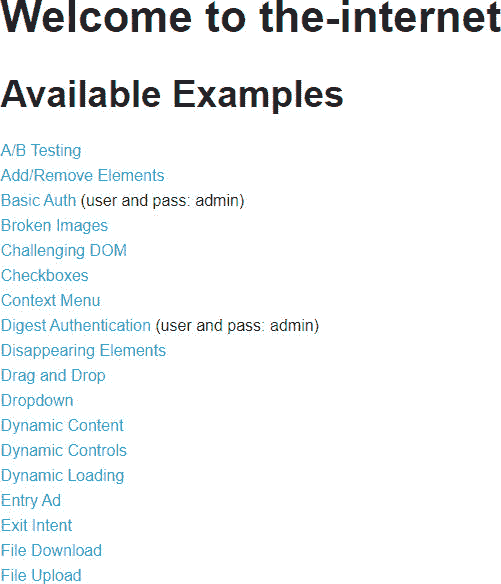 Welcome to the-internet
Available Examples
A/B Testing
Add/Remove Elements
Basic Auth (user and pass: admin)
Broken Images
Challenging DOM
Checkboxes
Context Menu
Digest Authentication (user and pass: admin)
Disappearing Elements
Drag and Drop
Dropdown
Dynamic Content
Dynamic Controls
Dynamic Loading
Entry Ad
Exit Intent
File Download
File Upload